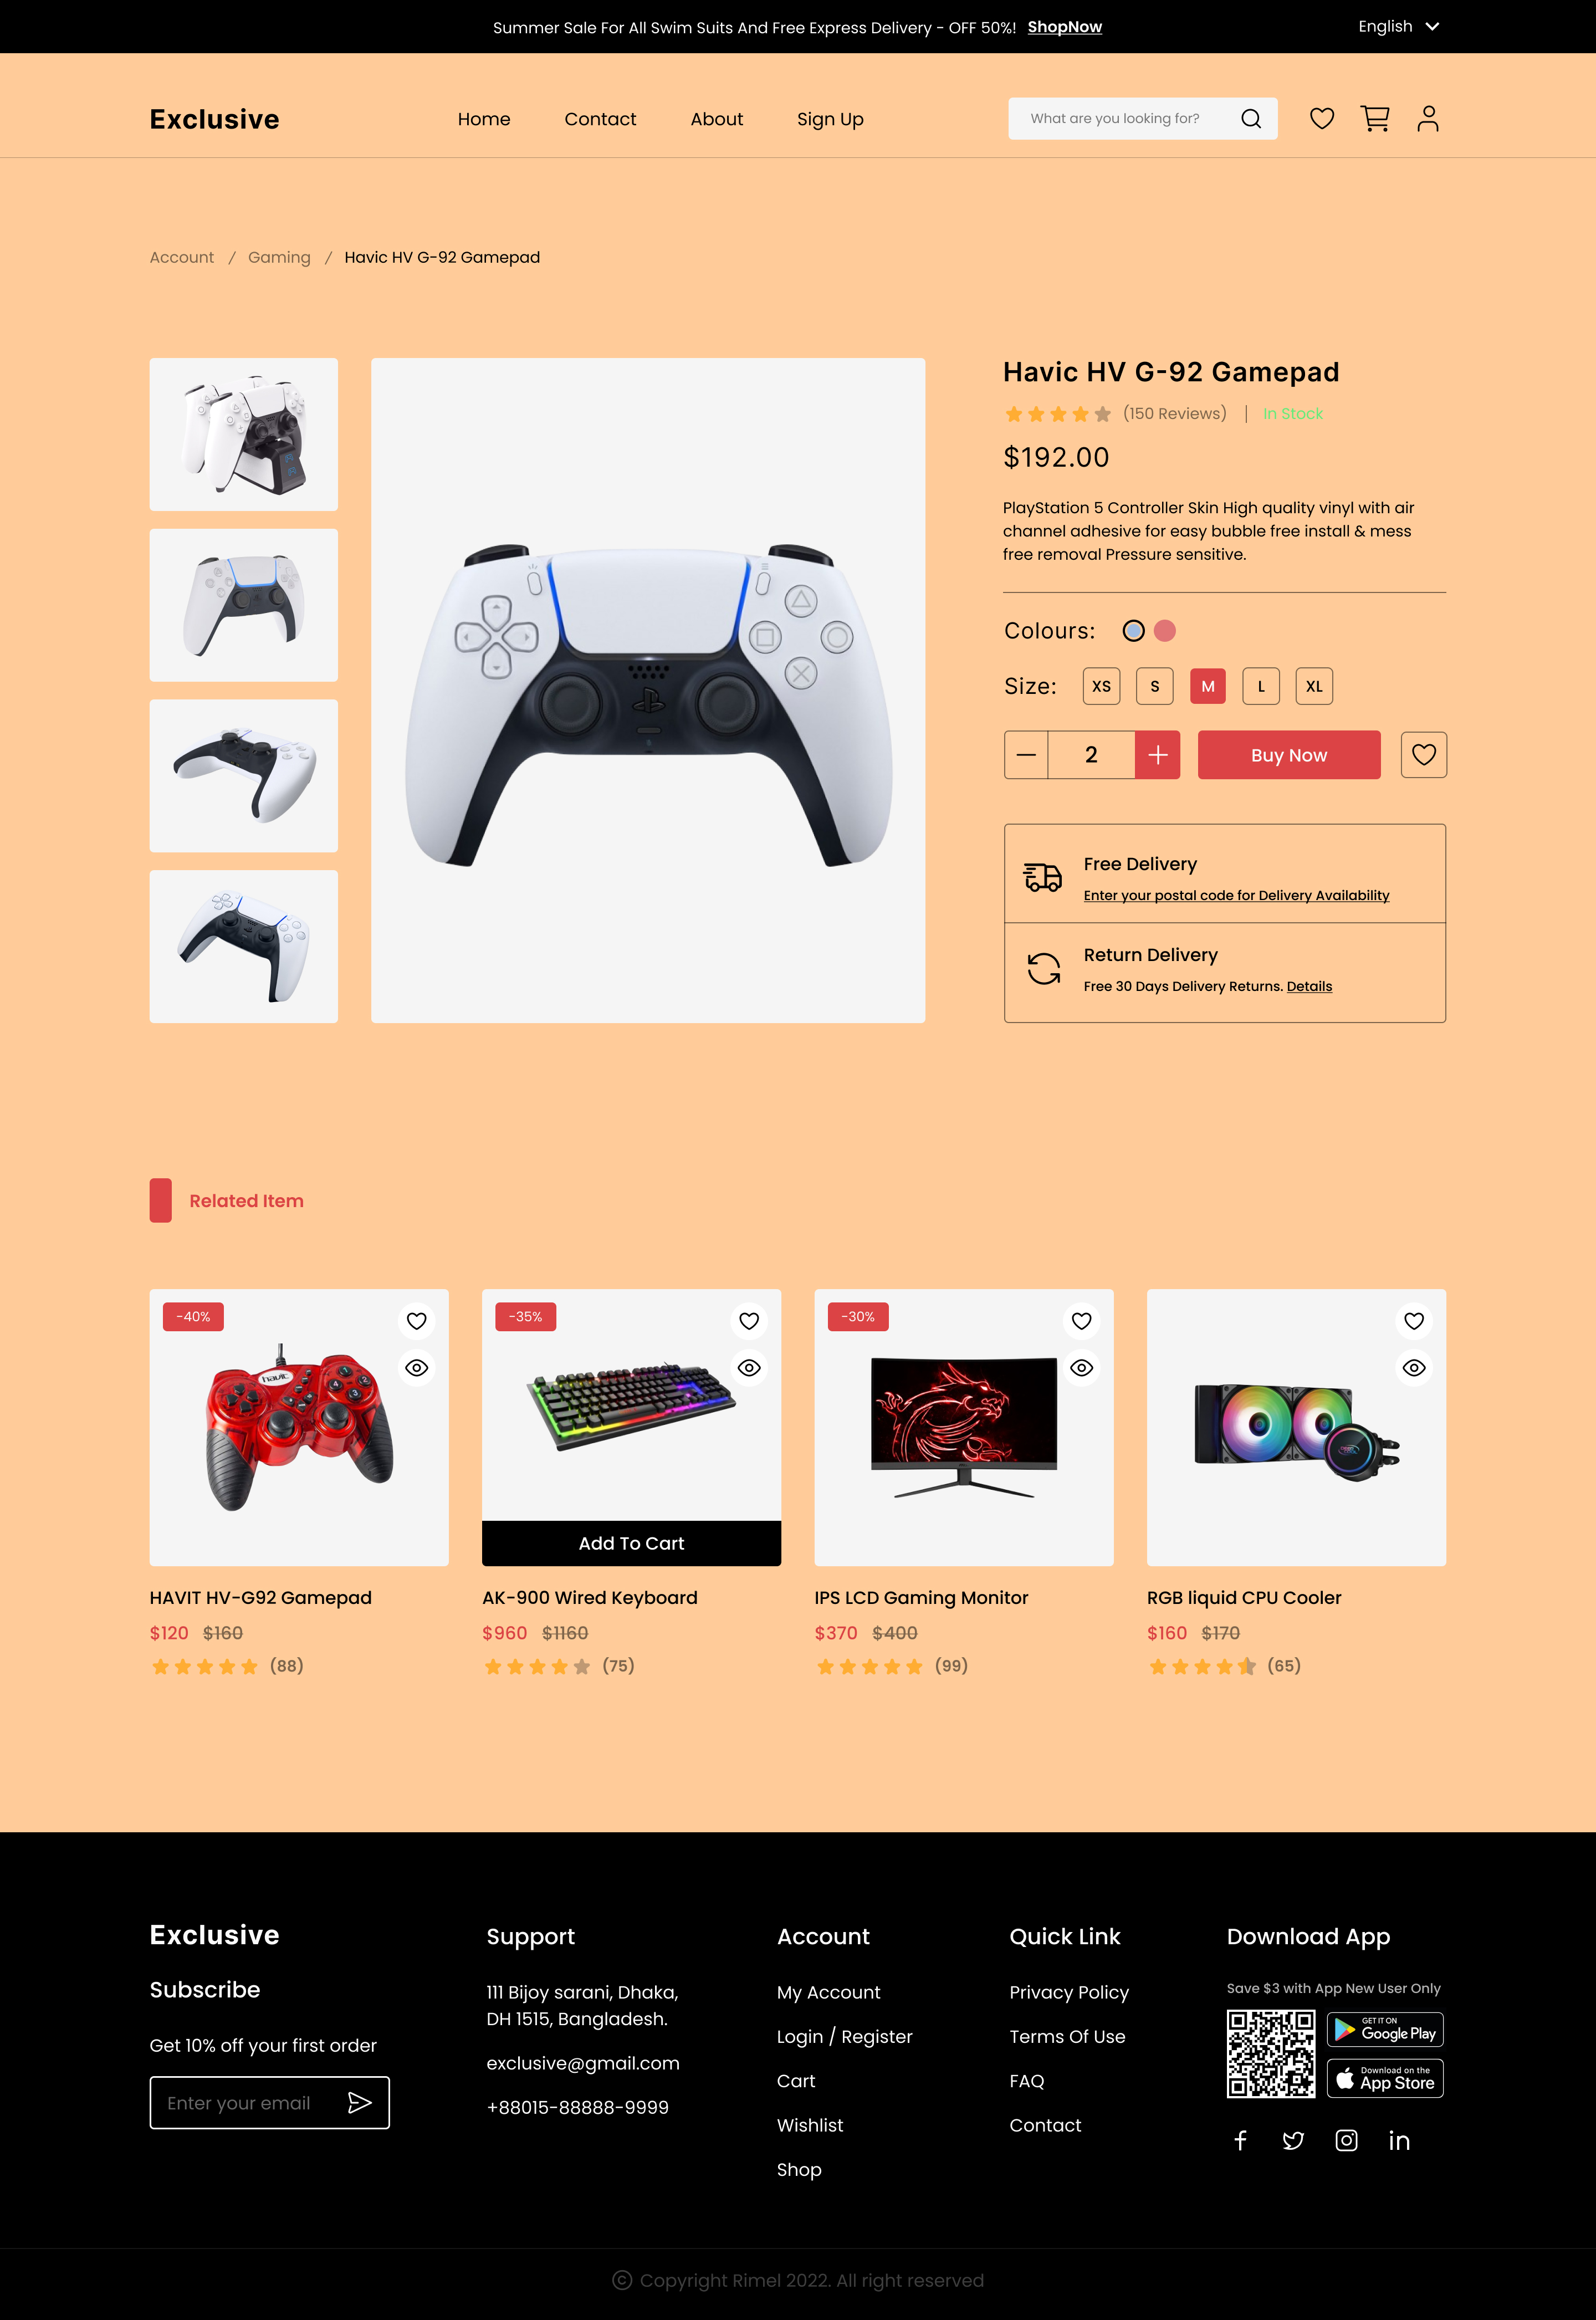 Summer Sale For All Swim Suits And Free Express Delivery - OFF 50%! ShopNow
English
Exclusive
Home
Contact
About
Sign Up
What are you looking for?
Account / Gaming / Havic HV G-92 Gamepad
Havic HV G-92 Gamepad
(150 Reviews) | In Stock
$192.00
PlayStation 5 Controller Skin High quality vinyl with air
channel adhesive for easy bubble free install & mess
free removal Pressure sensitive.
Colours:
Size:
XS
S
M
L
XL
2
Buy Now
Free Delivery
Enter your postal code for Delivery Availability
Return Delivery
Free 30 Days Delivery Returns. Details
Related Item
-40%
havic
-35%
Add To Cart
-30%
HAVIT HV-G92 Gamepad
$120 $160
(88)
AK-900 Wired Keyboard
$960 $1160
(75)
IPS LCD Gaming Monitor
$370 $400
(99)
RGB liquid CPU Cooler
$160 $170
(65)
Exclusive
Subscribe
Get 10% off your first order
Enter your email
Support
111 Bijoy sarani, Dhaka,
DH 1515, Bangladesh.
exclusive@gmail.com
+88015-88888-9999
Account
My Account
Login / Register
Cart
Wishlist
Shop
Quick Link
Privacy Policy
Terms Of Use
FAQ
Contact
Download App
Save $3 with App New User Only
GET IT ON
Google Play
Download on the
App Store
© Copyright Rimel 2022. All right reserved